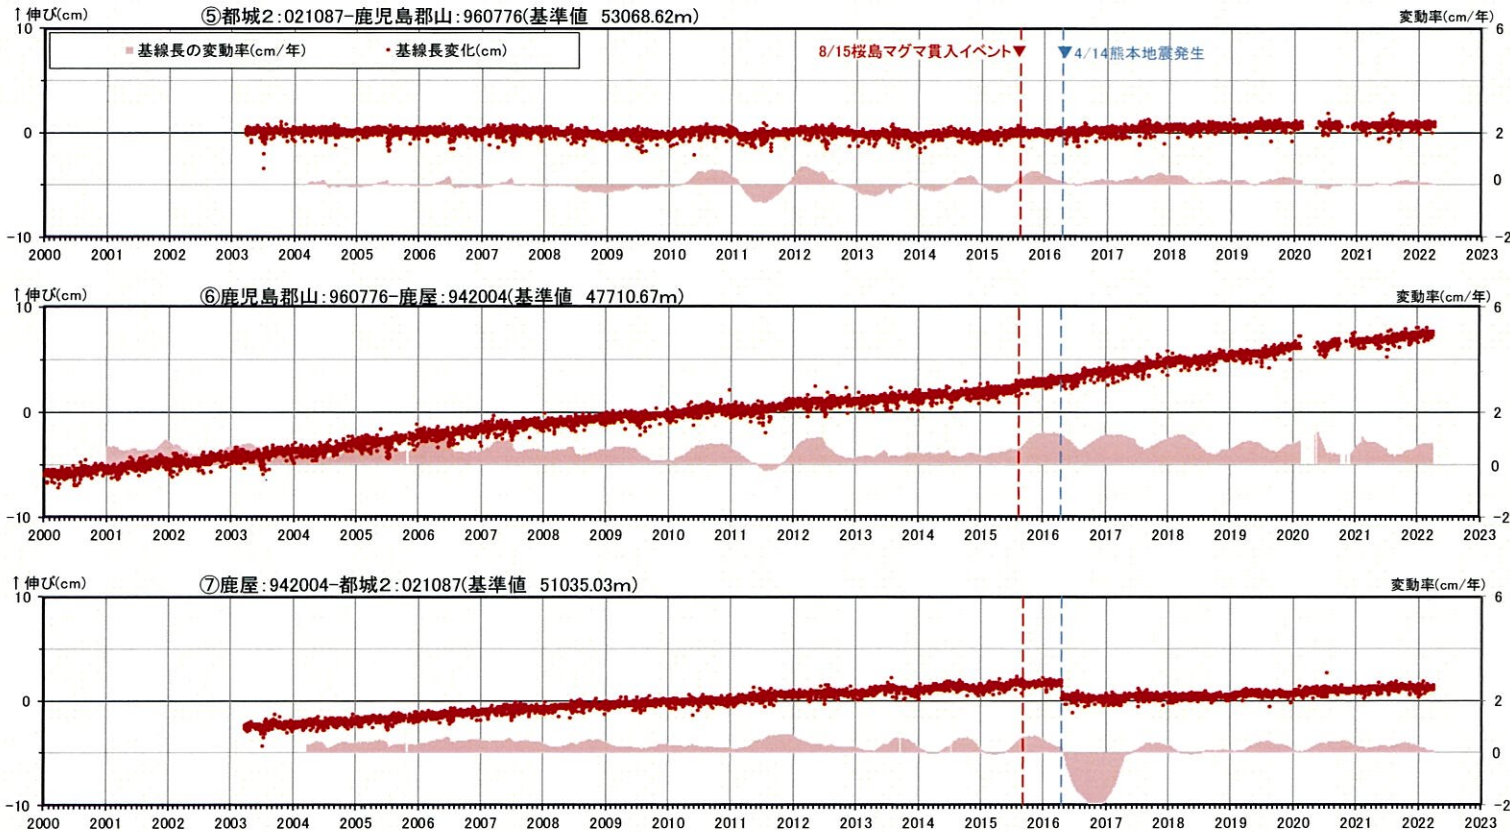 ↑伸び(cm) ⑤都城2:021087-鹿児島郡山:960776(基準値 53068.62m) 変動率(cm/年)
10 6
■基線長の変動率(cm/年) •基線長変化(cm) 8/15桜島マグマ貫入イベント▼ ▼4/14熊本地震発生
0 2
0
-10 -2
2000 2001 2002 2003 2004 2005 2006 2007 2008 2009 2010 2011 2012 2013 2014 2015 2016 2017 2018 2019 2020 2021 2022 2023
↑伸び(cm) ⑥鹿児島郡山:960776-鹿屋:942004(基準値 47710.67m) 変動率(cm/年)
10 6
0 2
0
-10 -2
2000 2001 2002 2003 2004 2005 2006 2007 2008 2009 2010 2011 2012 2013 2014 2015 2016 2017 2018 2019 2020 2021 2022 2023
↑伸び(cm) ⑦鹿屋:942004-都城2:021087(基準値 51035.03m) 変動率(cm/年)
10 6
0 2
0
-10 -2
2000 2001 2002 2003 2004 2005 2006 2007 2008 2009 2010 2011 2012 2013 2014 2015 2016 2017 2018 2019 2020 2021 2022 2023